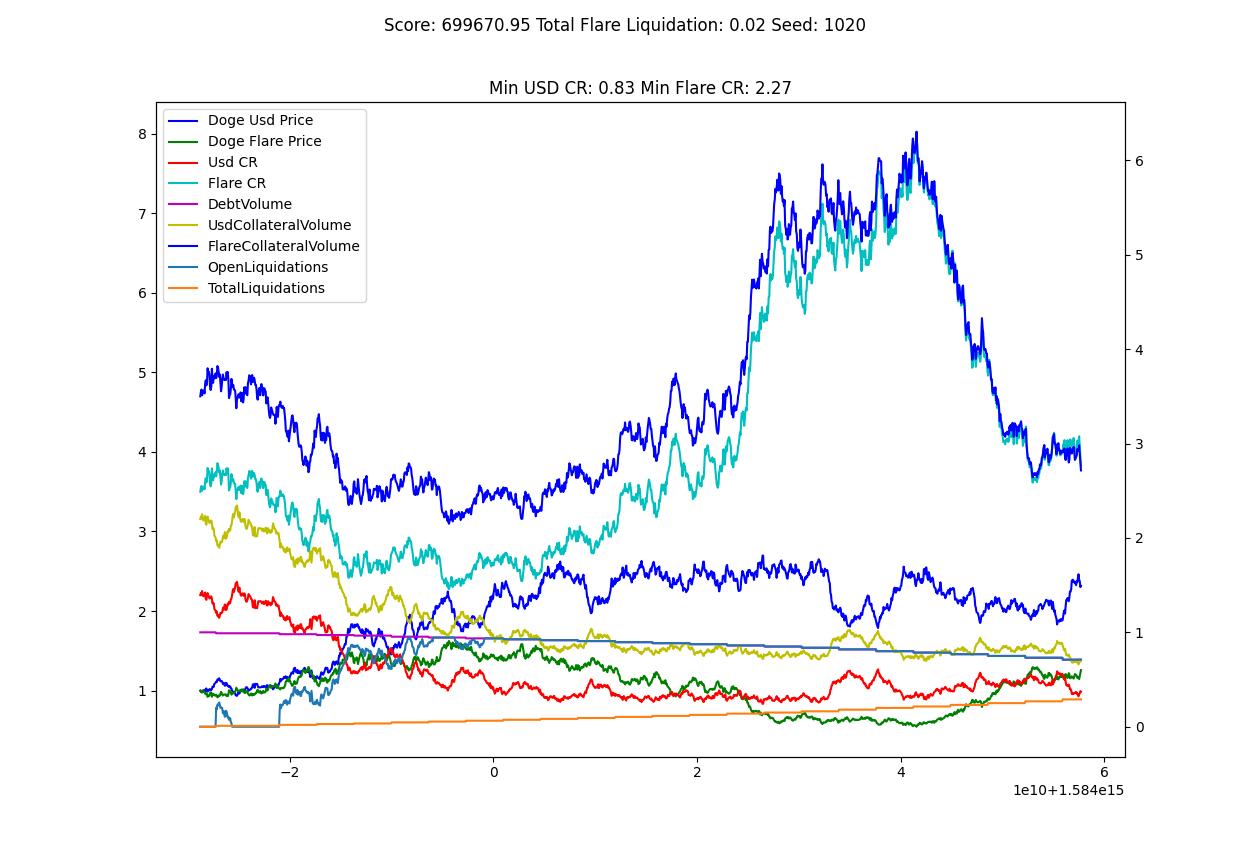 Score: 699670.95 Total Flare Liquidation: 0.02 Seed: 1020
Min USD CR: 0.83 Min Flare CR: 2.27
Doge Usd Price
Doge Flare Price
Usd CR
Flare CR
DebtVolume
UsdCollateralVolume
FlareCollateralVolume
OpenLiquidations
TotalLiquidations
8
7
6
5
4
3
2
1
6
5
4
3
2
1
0
−2
0
2
4
6
1e10+1.584e15